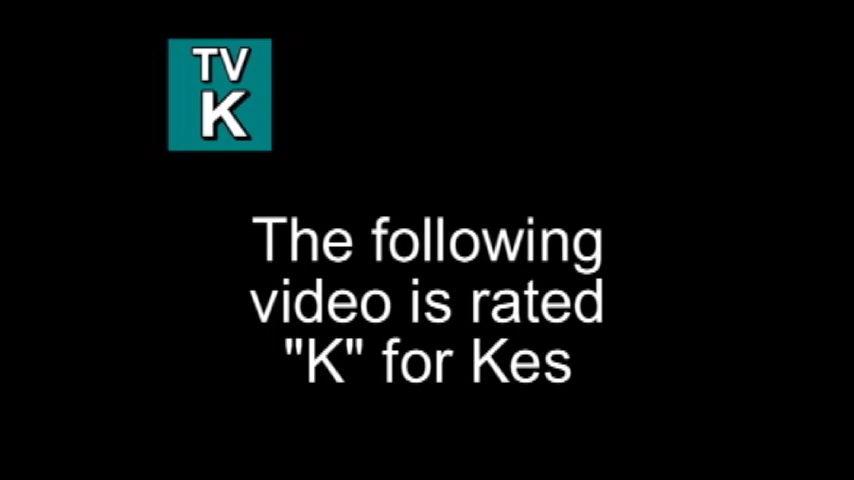 TV
K
The following
video is rated
"K" for Kes